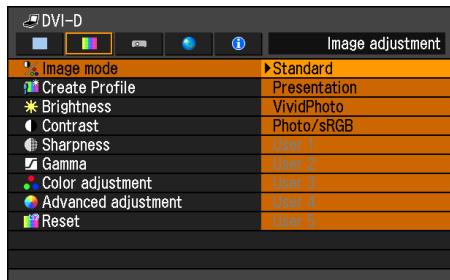 DVI-D
Image adjustment
Image mode Standard
Create Profile Presentation
Brightness VividPhoto
Contrast Photo/sRGB
Sharpness User 1
Gamma User 2
Color adjustment User 3
Advanced adjustment User 4
Reset User 5